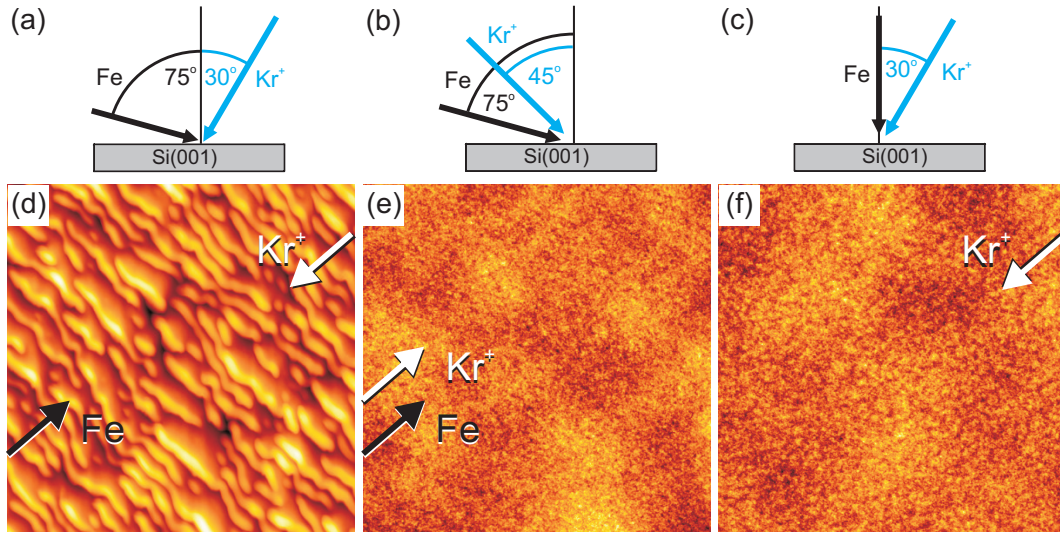 (a)
Fe
75°
30°
Kr⁺
Si(001)
(b)
Kr⁺
Fe
45°
75°
Si(001)
(c)
Fe
30°
Kr⁺
Si(001)
(d)
Kr⁺
Fe
(e)
Kr⁺
Fe
(f)
Kr⁺